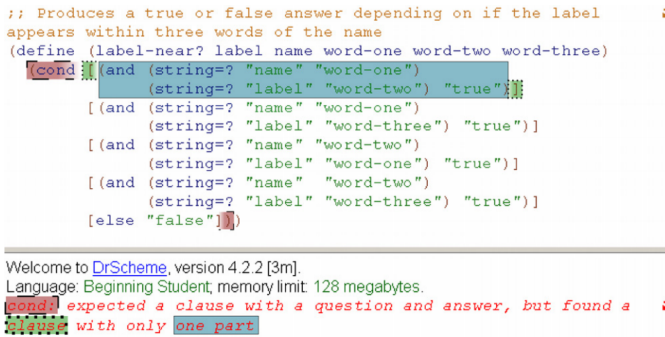 ;; Produces a true or false answer depending on if the label
appears within three words of the name
(define (label-near? label name word-one word-two word-three)
(cond [(and (string=? "name" "word-one")
(string=? "label" "word-two") "true")]
[(and (string=? "name" "word-one")
(string=? "label" "word-three") "true")]
[(and (string=? "name" "word-two")
(string=? "label" "word-one") "true")]
[(and (string=? "name" "word-two")
(string=? "label" "word-three") "true")]
[else "false"]))
Welcome to DrScheme, version 4.2.2 [3m].
Language: Beginning Student; memory limit: 128 megabytes.
cond: expected a clause with a question and answer, but found a
clause with only one part